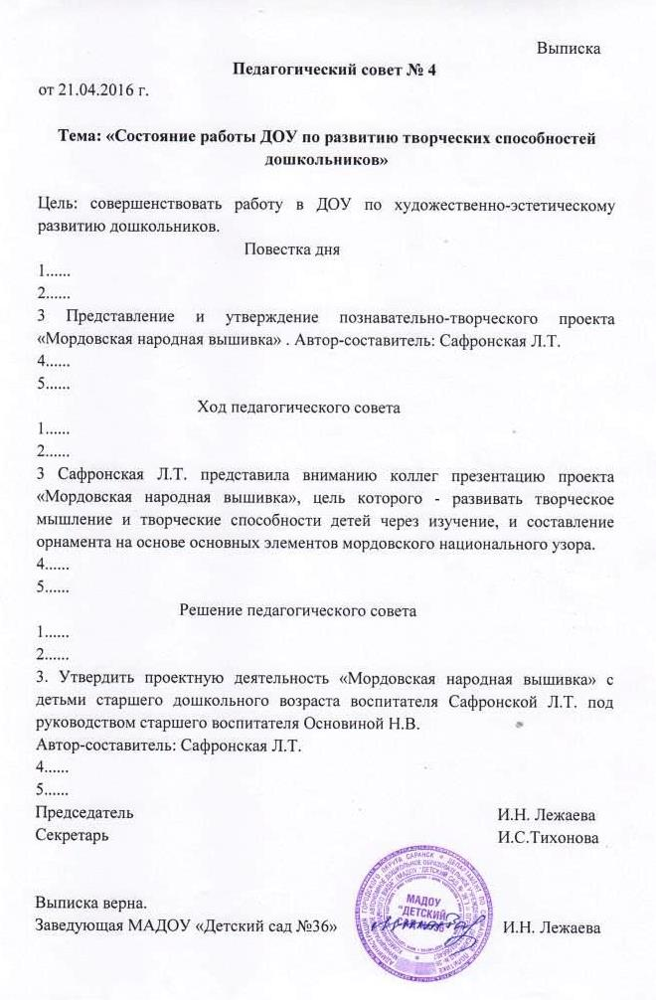 Выписка
Педагогический совет № 4
от 21.04.2016 г.
Тема: «Состояние работы ДОУ по развитию творческих способностей
дошкольников»
Цель: совершенствовать работу в ДОУ по художественно-эстетическому
развитию дошкольников.
Повестка дня
1......
2......
3 Представление и утверждение познавательно-творческого проекта
«Мордовская народная вышивка» . Автор-составитель: Сафронская Л.Т.
4......
5......
Ход педагогического совета
1......
2......
3 Сафронская Л.Т. представила вниманию коллег презентацию проекта
«Мордовская народная вышивка», цель которого - развивать творческое
мышление и творческие способности детей через изучение, и составление
орнамента на основе основных элементов мордовского национального узора.
4......
5......
Решение педагогического совета
1......
2......
3. Утвердить проектную деятельность «Мордовская народная вышивка» с
детьми старшего дошкольного возраста воспитателя Сафронской Л.Т. под
руководством старшего воспитателя Основиной Н.В.
Автор-составитель: Сафронская Л.Т.
4......
5......
Председатель И.Н. Лежаева
Секретарь И.С.Тихонова
Выписка верна.
Заведующая МАДОУ «Детский сад №36» И.Н. Лежаева
МАДОУ
"ДЕТСКИЙ